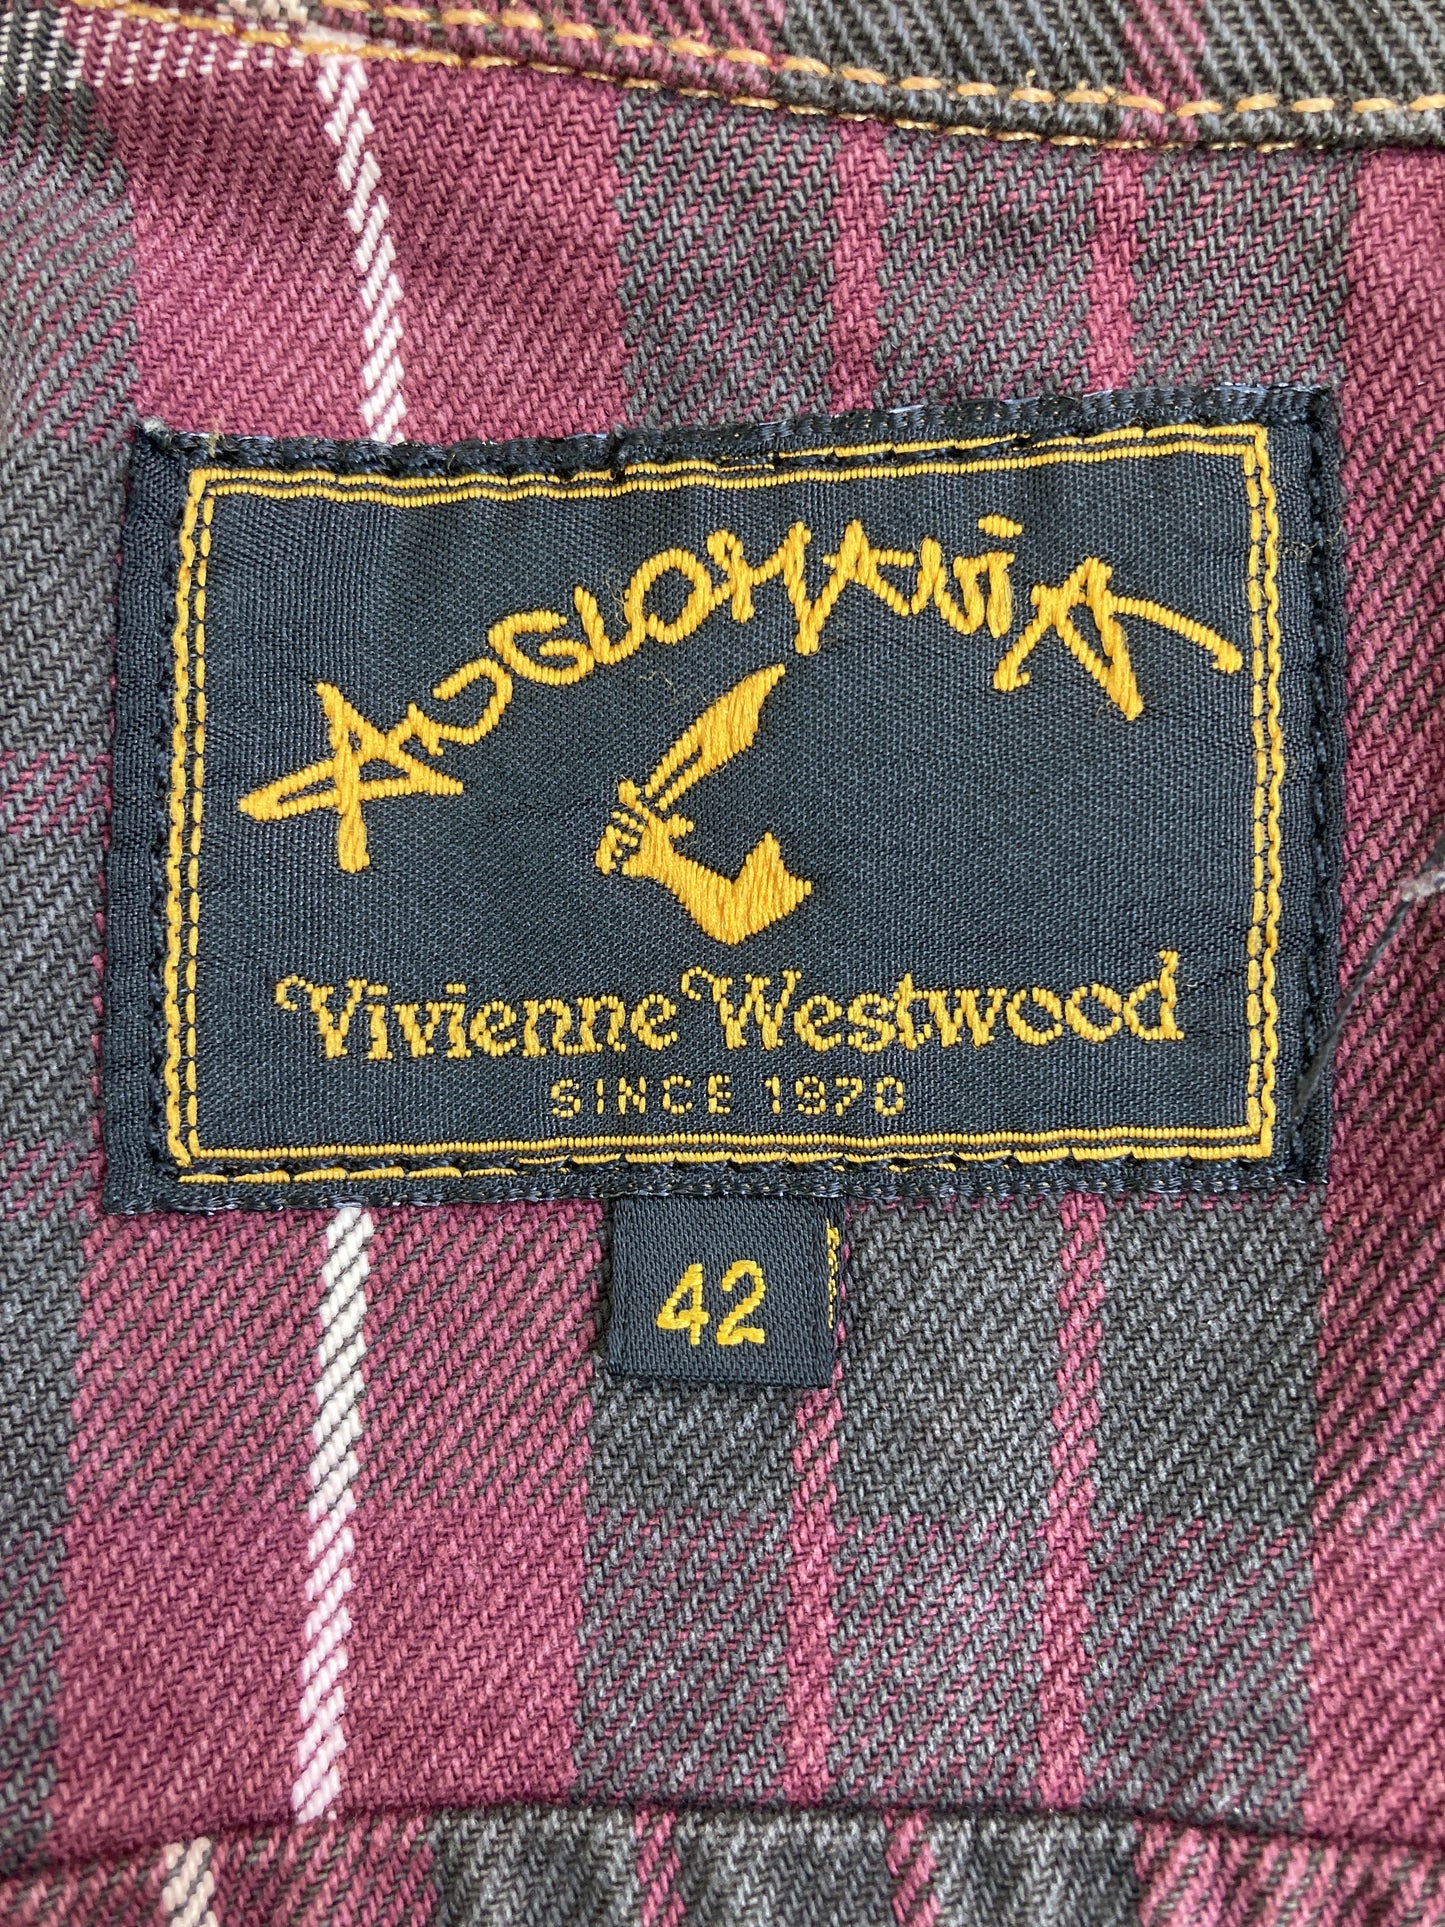 ANGLOMANiA
Vivienne Westwood
SINCE 1970
42